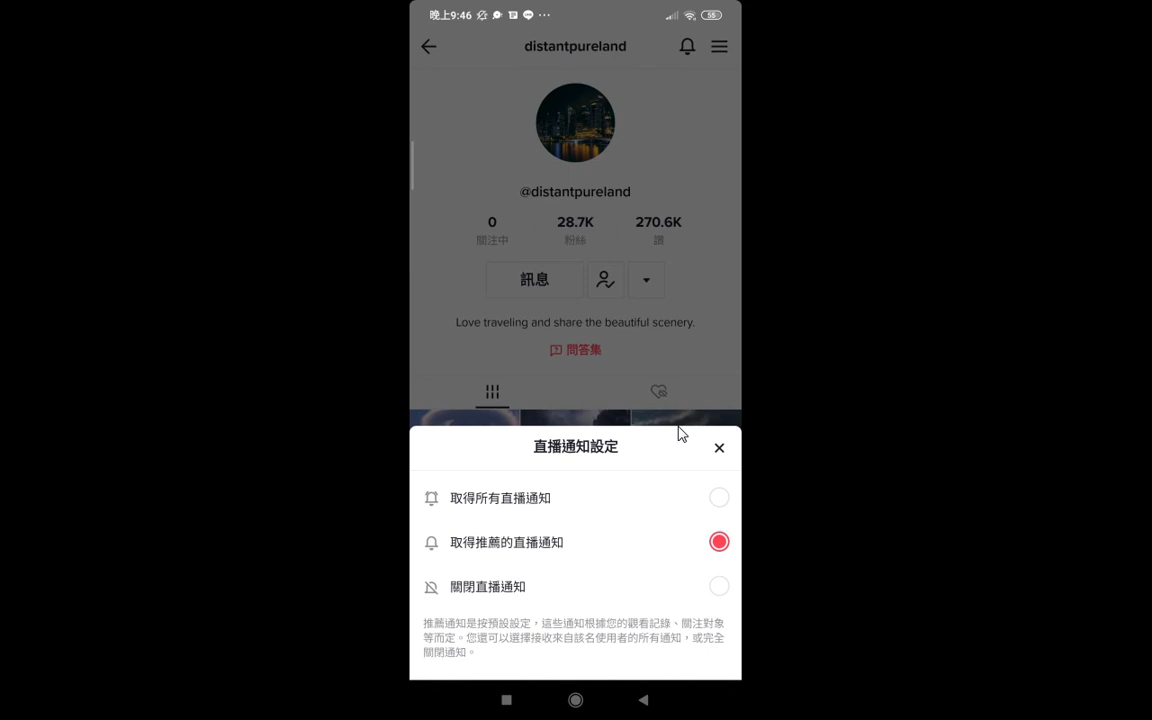 晚上9:46
55
distantpureland
@distantpureland
0 28.7K 270.6K
關注中 粉絲 讚
訊息
Love traveling and share the beautiful scenery.
問答集
直播通知設定
取得所有直播通知
取得推薦的直播通知
關閉直播通知
推薦通知是按預設設定，這些通知根據您的觀看記錄、關注對象
等而定。您還可以選擇接收來自該名使用者的所有通知，或完全
關閉通知。